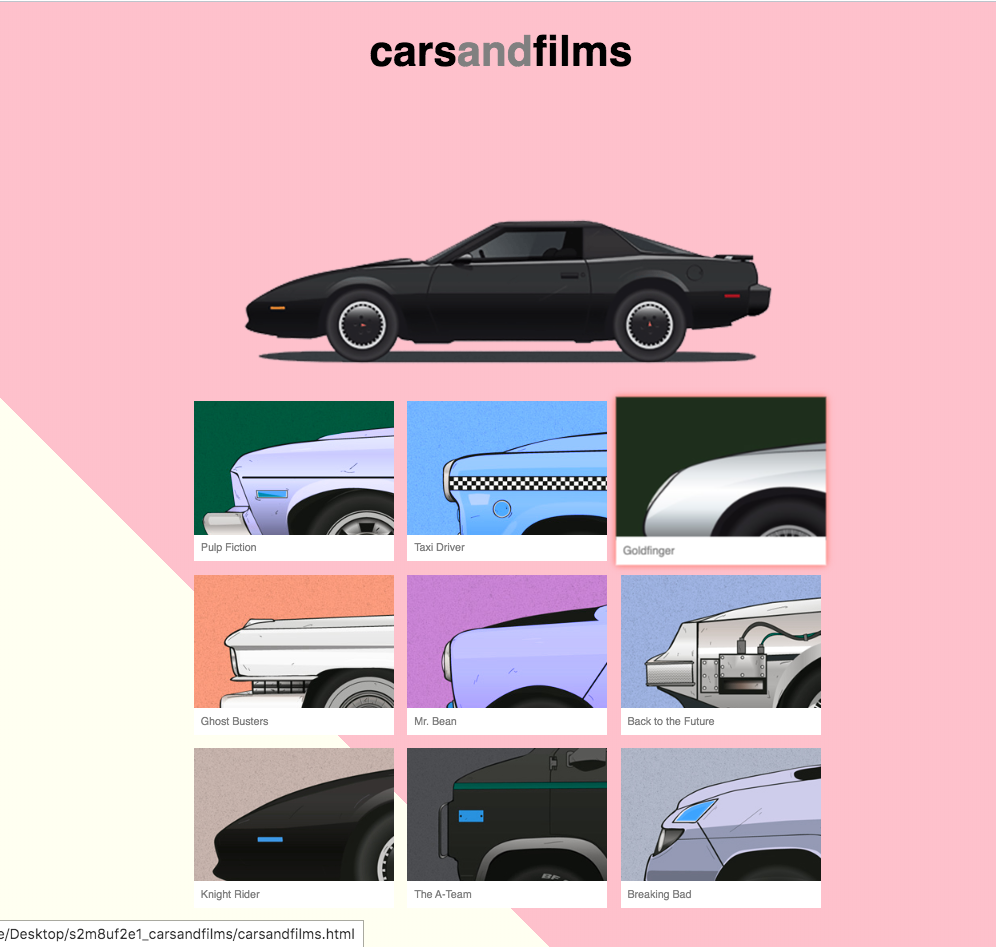 carsandfilms
Pulp Fiction
Taxi Driver
Goldfinger
Ghost Busters
Mr. Bean
Back to the Future
Knight Rider
The A-Team
Breaking Bad
e/Desktop/s2m8uf2e1_carsandfilms/carsandfilms.html